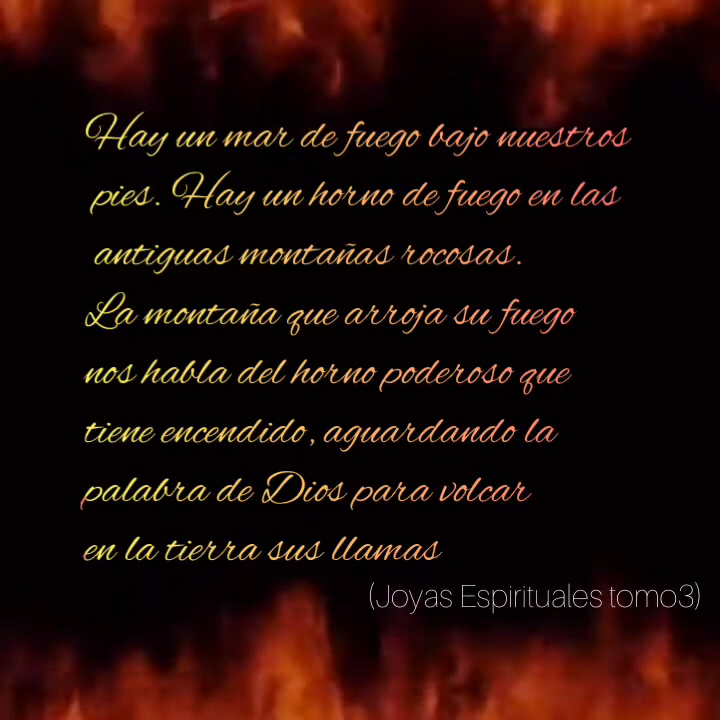 Hay un mar de fuego bajo nuestros
pies. Hay un horno de fuego en las
antiguas montañas rocosas.
La montaña que arroja su fuego
nos habla del horno poderoso que
tiene encendido, aguardando la
palabra de Dios para volcar
en la tierra sus llamas
(Joyas Espirituales tomo3)